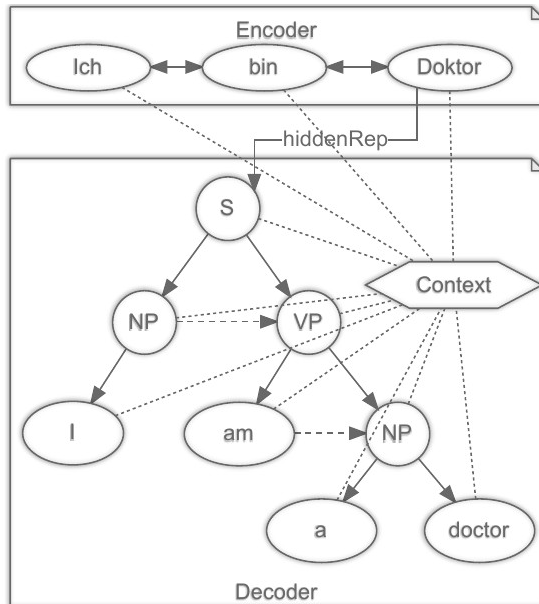 Encoder
Ich bin Doktor
hiddenRep
S
Context
NP VP
I am NP
a doctor
Decoder